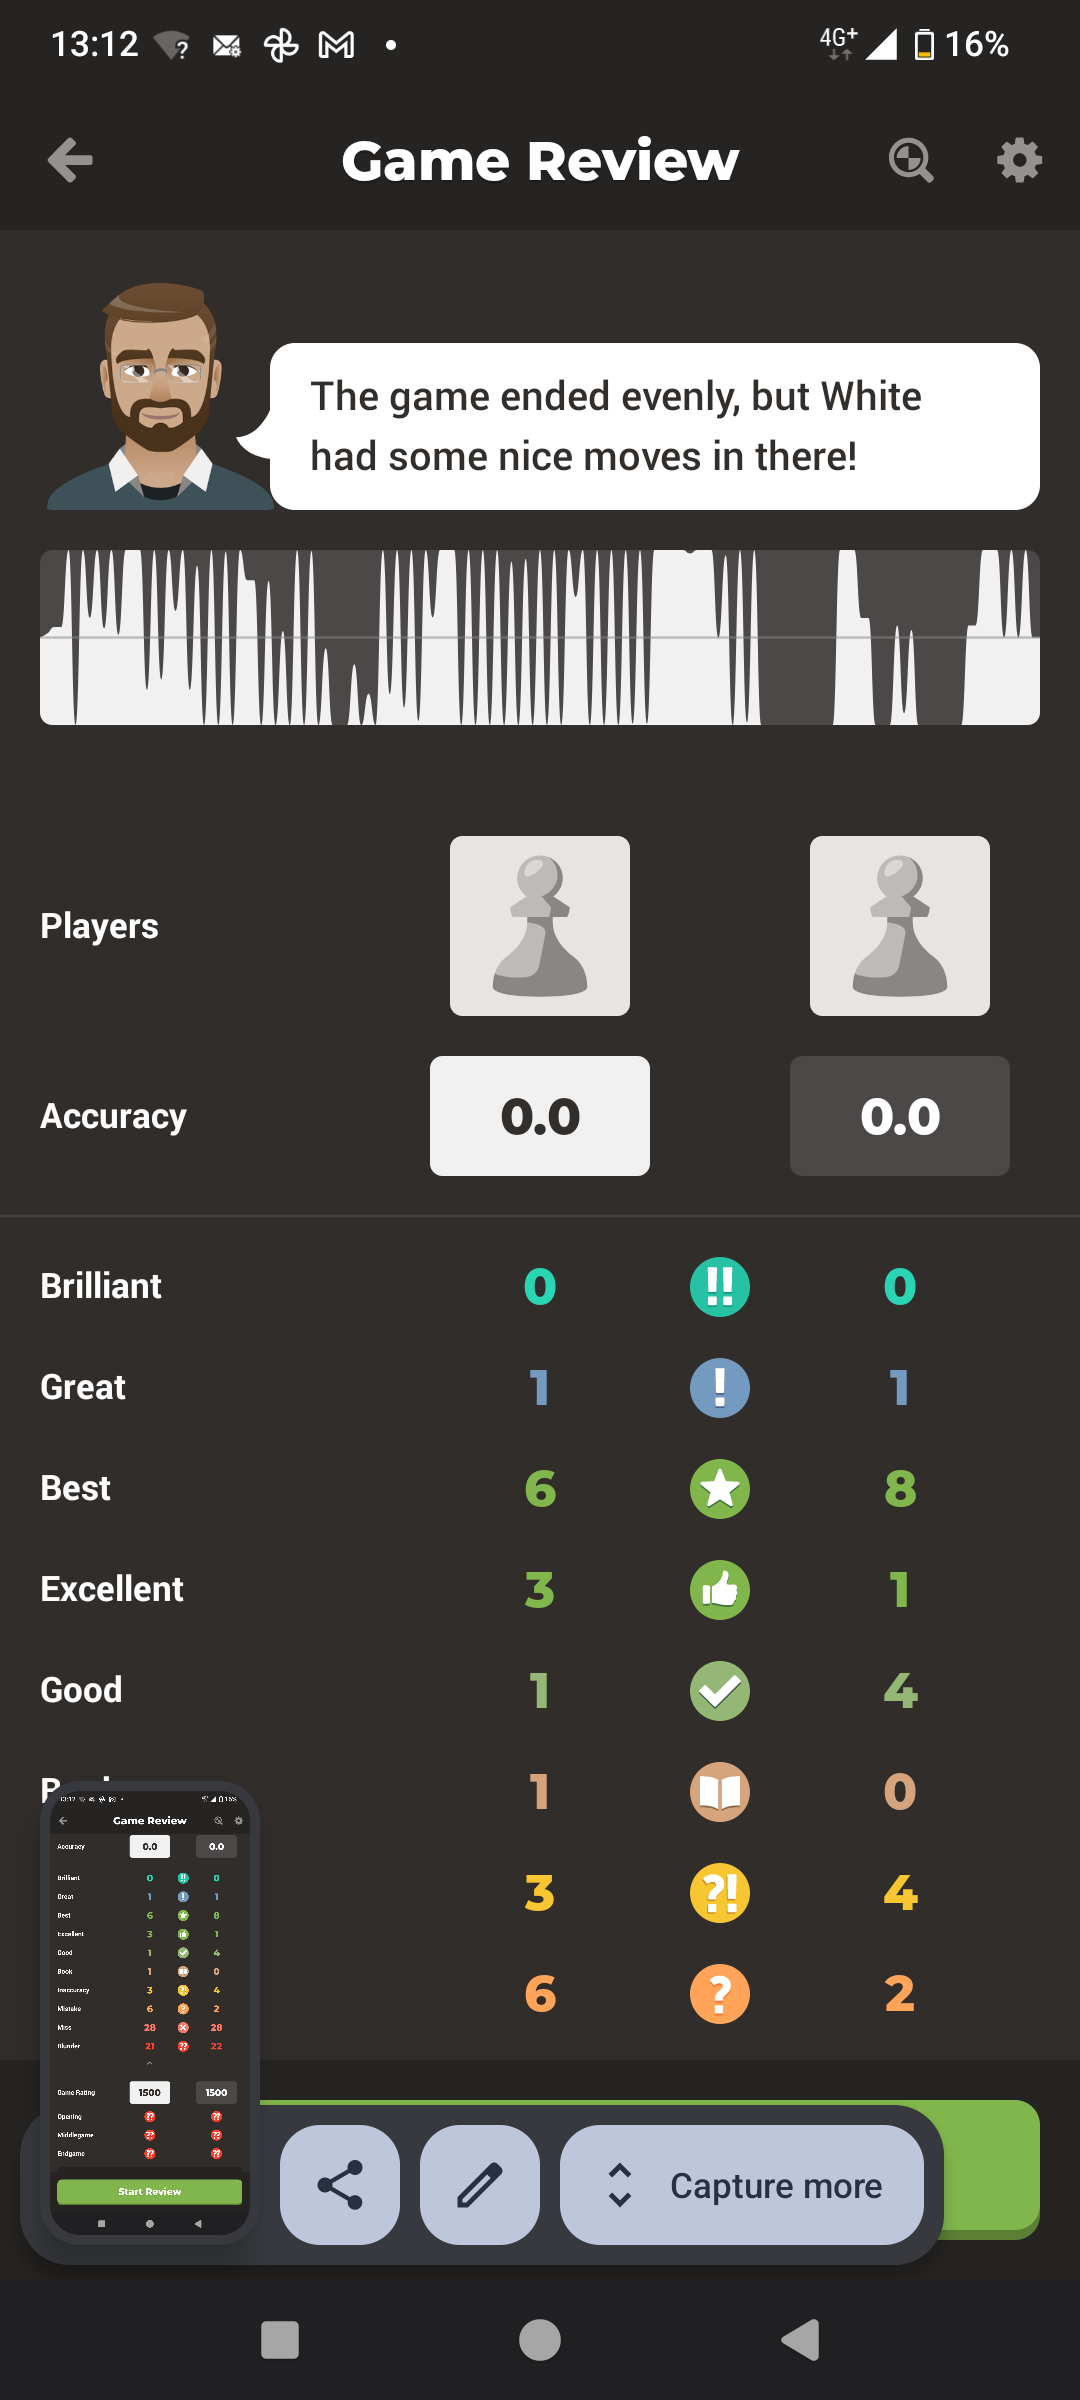 13:12
4G+
16%
Game Review
The game ended evenly, but White
had some nice moves in there!
Players
Accuracy 0.0 0.0
Brilliant 0 !! 0
Great 1 ! 1
Best 6 8
Excellent 3 1
Good 1 4
1 0
3 ?! 4
6 ? 2
13:12 16%
Game Review
Accuracy 0.0 0.0
Brilliant 0 !! 0
Great 1 ! 1
Best 6 8
Excellent 3 1
Good 1 4
Book 1 0
Inaccuracy 3 ?! 4
Mistake 6 ? 2
Miss 28 28
Blunder 21 ?? 22
Game Rating 1500 1500
Opening ?? ??
Middlegame ?? ??
Endgame ?? ??
Start Review
Capture more